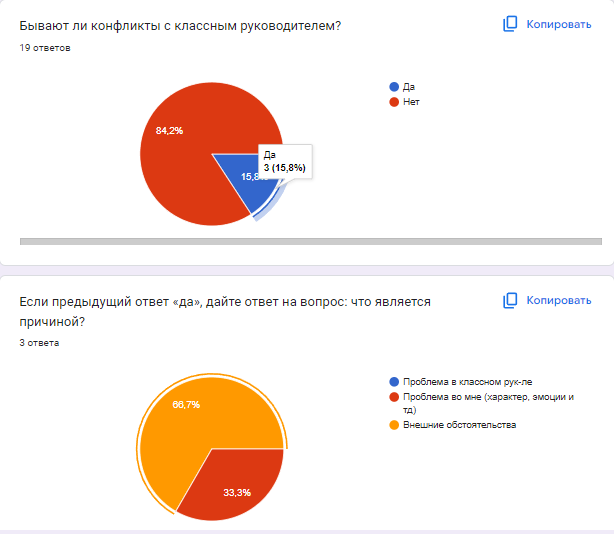 Бывают ли конфликты с классным руководителем?
Копировать
19 ответов
Да
Нет
84,2%
Да
3 (15,8%)
15,8%
Если предыдущий ответ «да», дайте ответ на вопрос: что является
причиной?
Копировать
3 ответа
Проблема в классном рук-ле
Проблема во мне (характер, эмоции и
тд)
Внешние обстоятельства
66,7%
33,3%